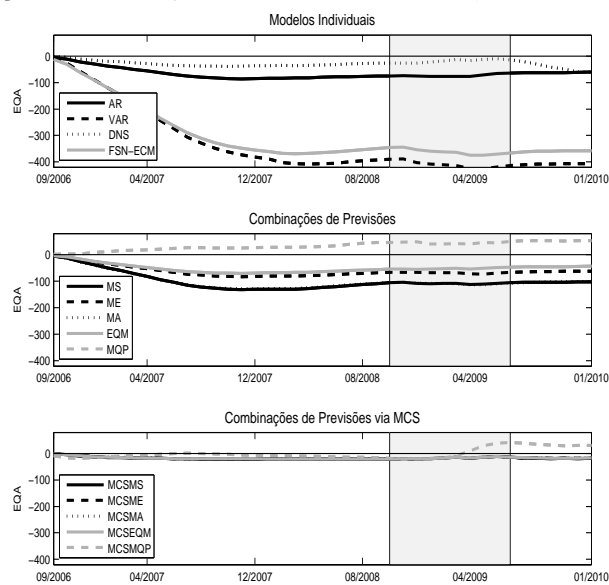 Modelos Individuais
0
−100
−200
−300
−400
EQA
AR
VAR
DNS
FSN−ECM
09/2006 04/2007 12/2007 08/2008 04/2009 01/2010
Combinações de Previsões
0
−100
−200
−300
−400
EQA
MS
ME
MA
EQM
MQP
09/2006 04/2007 12/2007 08/2008 04/2009 01/2010
Combinações de Previsões via MCS
0
−100
−200
−300
−400
EQA
MCSMS
MCSME
MCSMA
MCSEQM
MCSMQP
09/2006 04/2007 12/2007 08/2008 04/2009 01/2010